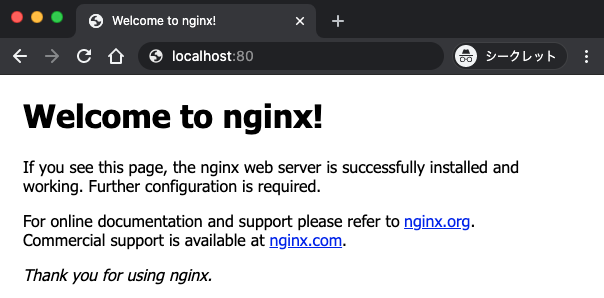 Welcome to nginx!
localhost:80
シークレット
Welcome to nginx!
If you see this page, the nginx web server is successfully installed and
working. Further configuration is required.
For online documentation and support please refer to nginx.org.
Commercial support is available at nginx.com.
Thank you for using nginx.